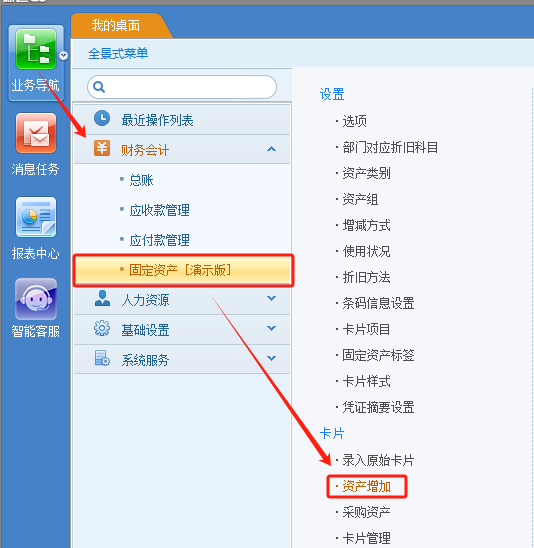 我的桌面
业务导航
消息任务
报表中心
智能客服
全景式菜单
最近操作列表
财务会计
总账
应收款管理
应付款管理
固定资产 [演示版]
人力资源
基础设置
系统服务
设置
选项
部门对应折旧科目
资产类别
资产组
增减方式
使用状况
折旧方法
条码信息设置
卡片项目
固定资产标签
卡片样式
凭证摘要设置
卡片
录入原始卡片
资产增加
采购资产
卡片管理